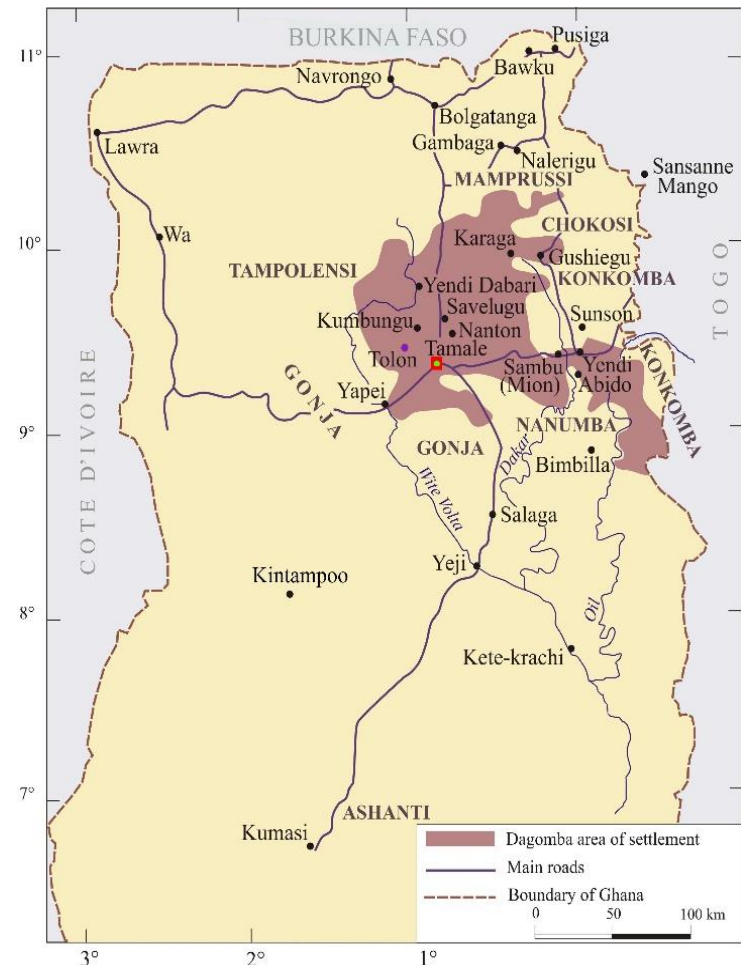 BURKINA FASO
Pusiga
11°
Bawku
Navrongo
Bolgatanga
Gambaga
Lawra
Nalerigu
Sansanne
Mango
MAMPRUSSI
CHOKOSI
Wa
10°
Karaga
Gushiegu
TAMPOLENSI
KONKOMBA
Yendi Dabari
TOGO
Savelugu
Sunson
Kumbungu
Nanton
Tolon
Tamale
Sambu
(Mion)
Yendi
Abido
KONKOMBA
GONJA
Yapei
9°
NANUMBA
GONJA
Dakar
Bimbilla
COTE D'IVOIRE
Wite Volta
Salaga
Yeji
Kintampoo
8°
Oil
Kete-krachi
7°
ASHANTI
Kumasi
Dagomba area of settlement
Main roads
Boundary of Ghana
0 50 100 km
3° 2° 1°